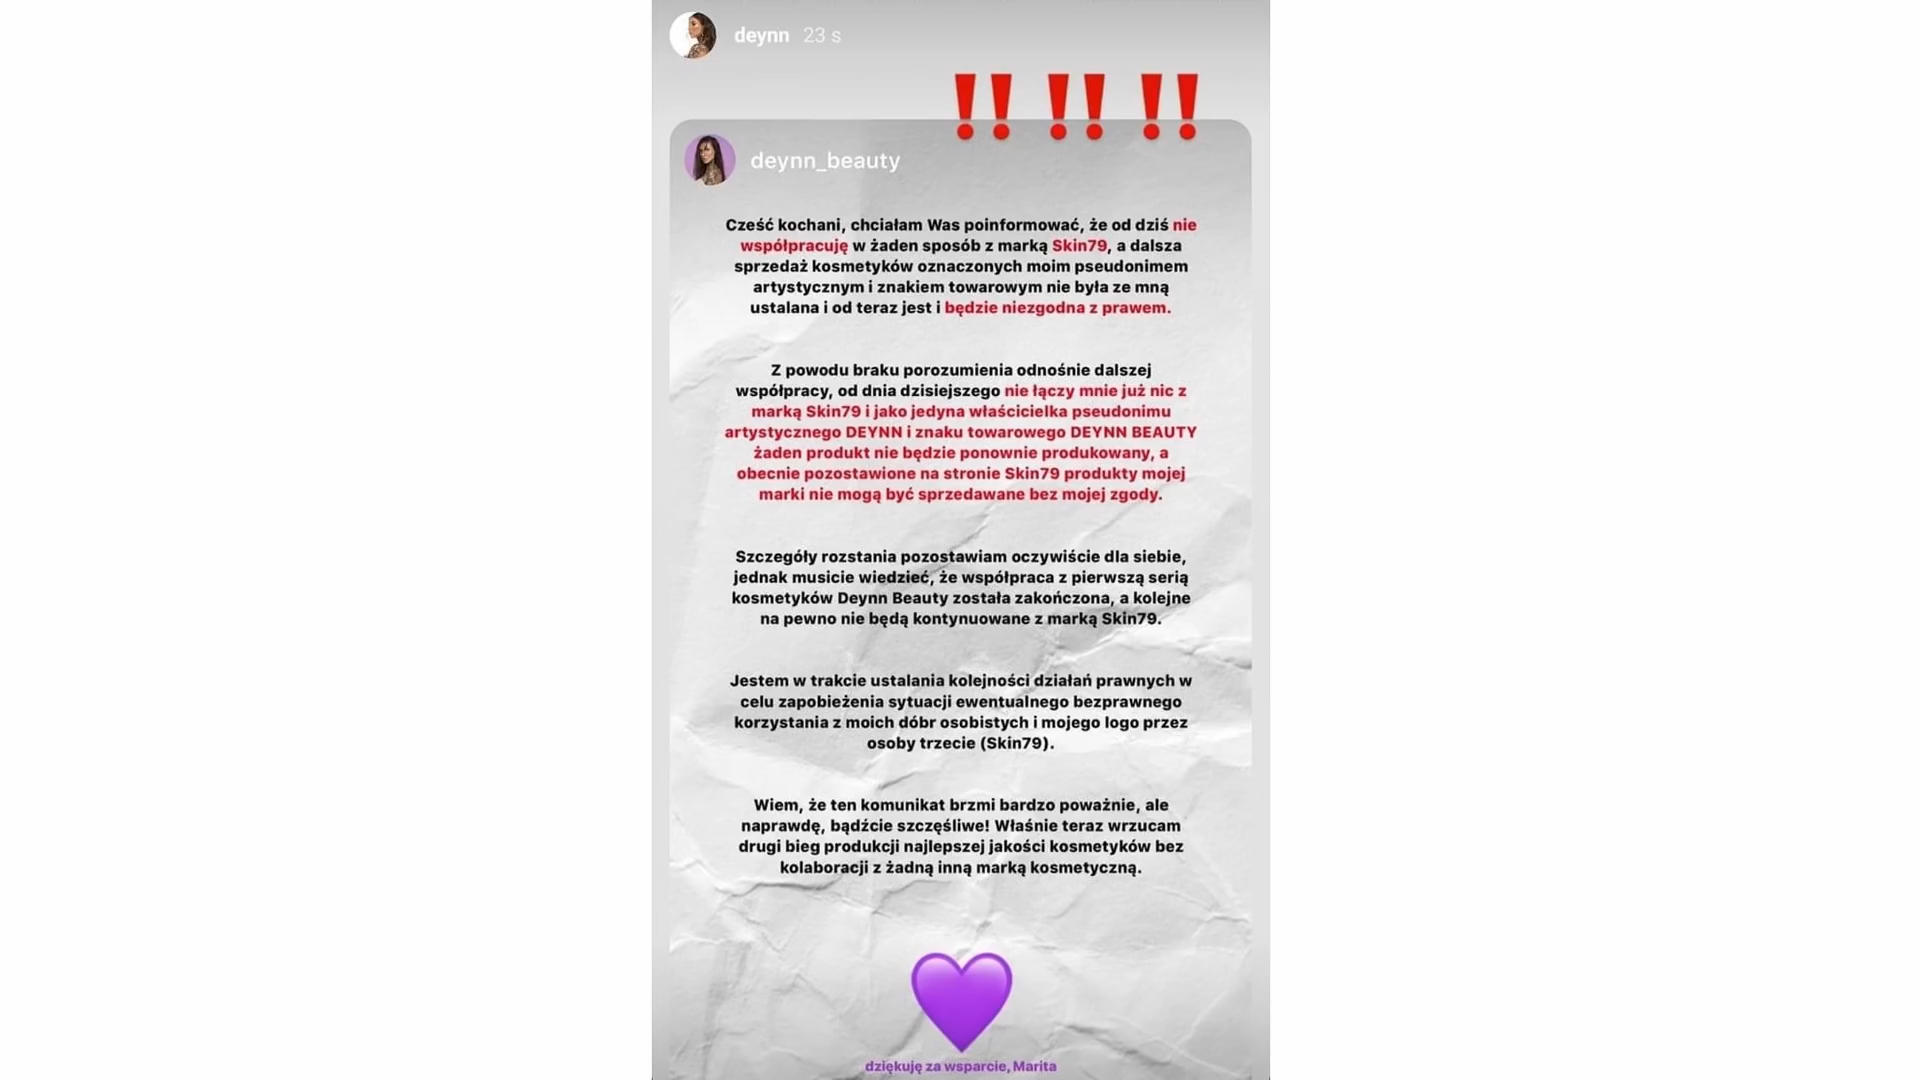 deynn 23 s
‼ ‼ ‼
deynn_beauty
Cześć kochani, chciałam Was poinformować, że od dziś nie
współpracuję w żaden sposób z marką Skin79, a dalsza
sprzedaż kosmetyków oznaczonych moim pseudonimem
artystycznym i znakiem towarowym nie była ze mną
ustalana i od teraz jest i będzie niezgodna z prawem.
Z powodu braku porozumienia odnośnie dalszej
współpracy, od dnia dzisiejszego nie łączy mnie już nic z
marką Skin79 i jako jedyna właścicielka pseudonimu
artystycznego DEYNN i znaku towarowego DEYNN BEAUTY
żaden produkt nie będzie ponownie produkowany, a
obecnie pozostawione na stronie Skin79 produkty mojej
marki nie mogą być sprzedawane bez mojej zgody.
Szczegóły rozstania pozostawiam oczywiście dla siebie,
jednak musicie wiedzieć, że współpraca z pierwszą serią
kosmetyków Deynn Beauty została zakończona, a kolejne
na pewno nie będą kontynuowane z marką Skin79.
Jestem w trakcie ustalania kolejności działań prawnych w
celu zapobieżenia sytuacji ewentualnego bezprawnego
korzystania z moich dóbr osobistych i mojego logo przez
osoby trzecie (Skin79).
Wiem, że ten komunikat brzmi bardzo poważnie, ale
naprawdę, bądźcie szczęśliwe! Właśnie teraz wrzucam
drugi bieg produkcji najlepszej jakości kosmetyków bez
kolaboracji z żadną inną marką kosmetyczną.
dziękuję za wsparcie, Marita